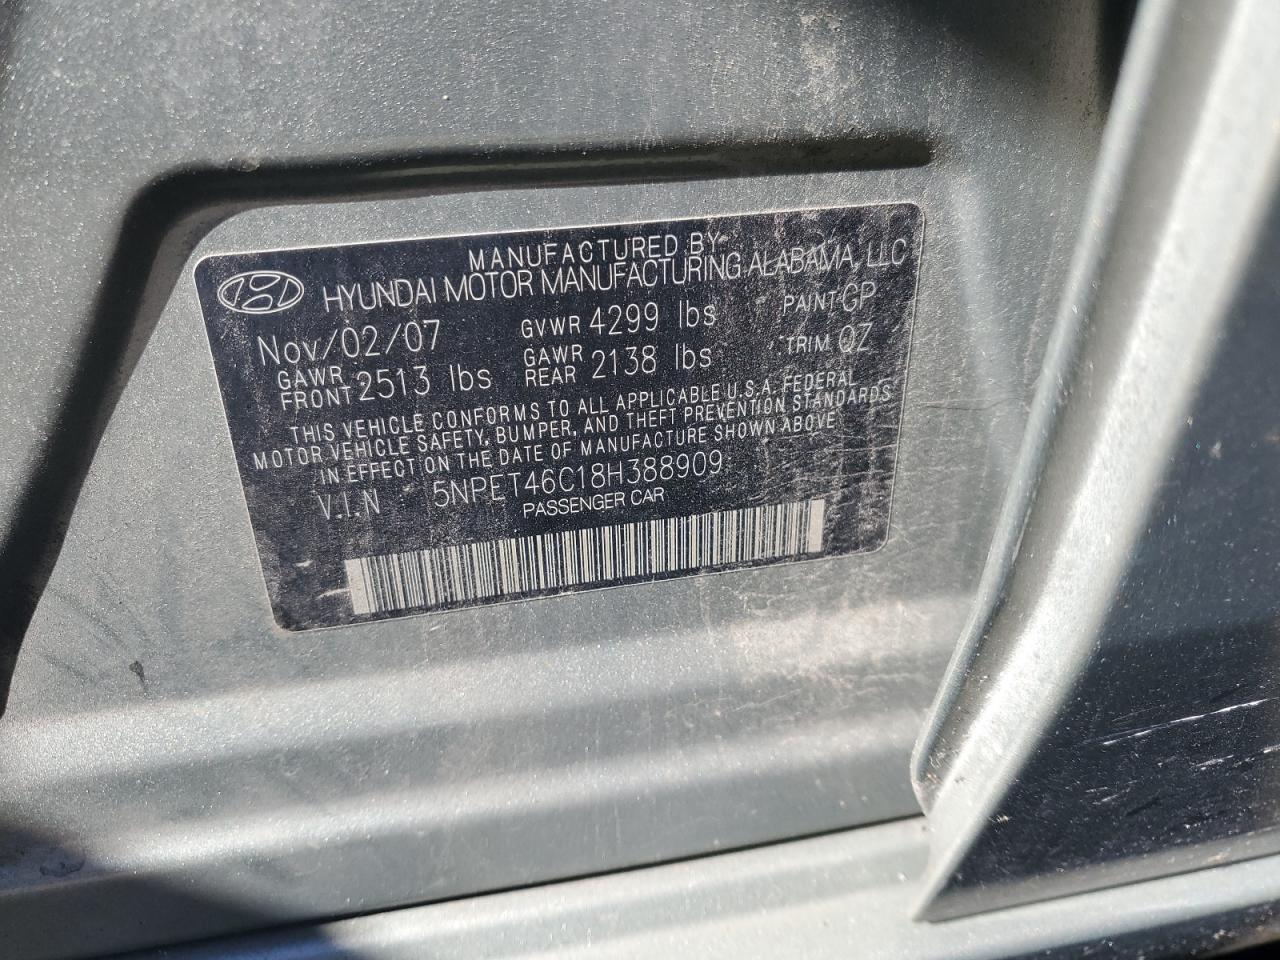 MANUFACTURED BY
HYUNDAI MOTOR MANUFACTURING ALABAMA, LLC
Nov/02/07 GVWR 4299 lbs PAINT GP
GAWR FRONT 2513 lbs GAWR REAR 2138 lbs TRIM QZ
THIS VEHICLE CONFORMS TO ALL APPLICABLE U.S.A. FEDERAL
MOTOR VEHICLE SAFETY, BUMPER, AND THEFT PREVENTION STANDARDS
IN EFFECT ON THE DATE OF MANUFACTURE SHOWN ABOVE
V.I.N 5NPET46C18H388909
PASSENGER CAR